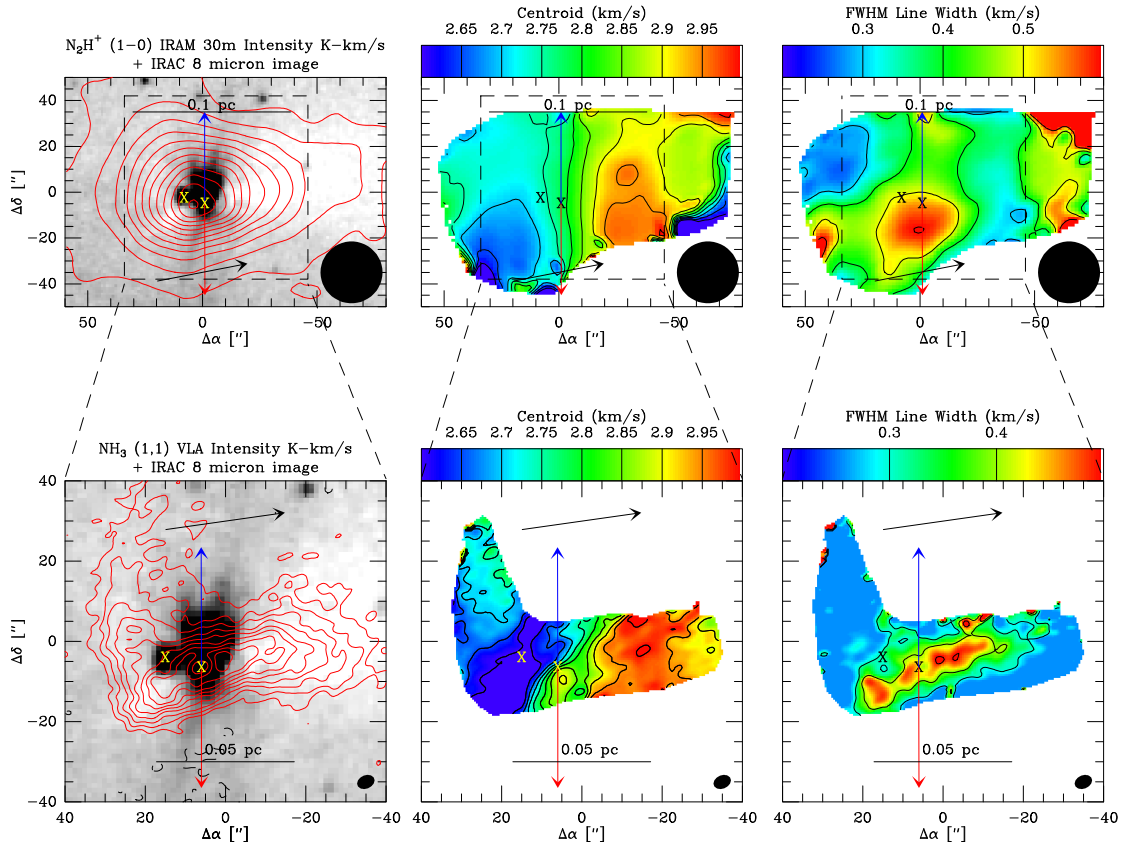 N₂H⁺ (1−0) IRAM 30m Intensity K−km/s
+ IRAC 8 micron image
Centroid (km/s)
2.65 2.7 2.75 2.8 2.85 2.9 2.95
FWHM Line Width (km/s)
0.3 0.4 0.5
0.1 pc
0.1 pc
0.1 pc
Δδ ["]
40
20
0
−20
−40
X X
X X
X X
50 0 −50
50 0 −50
50 0 −50
Δα ["]
Δα ["]
Δα ["]
NH₃ (1,1) VLA Intensity K−km/s
+ IRAC 8 micron image
Centroid (km/s)
2.65 2.7 2.75 2.8 2.85 2.9 2.95
FWHM Line Width (km/s)
0.3 0.4
Δδ ["]
40
20
0
−20
−40
X X
X X
X X
0.05 pc
0.05 pc
0.05 pc
40 20 0 −20 −40
40 20 0 −20 −40
40 20 0 −20 −40
Δα ["]
Δα ["]
Δα ["]